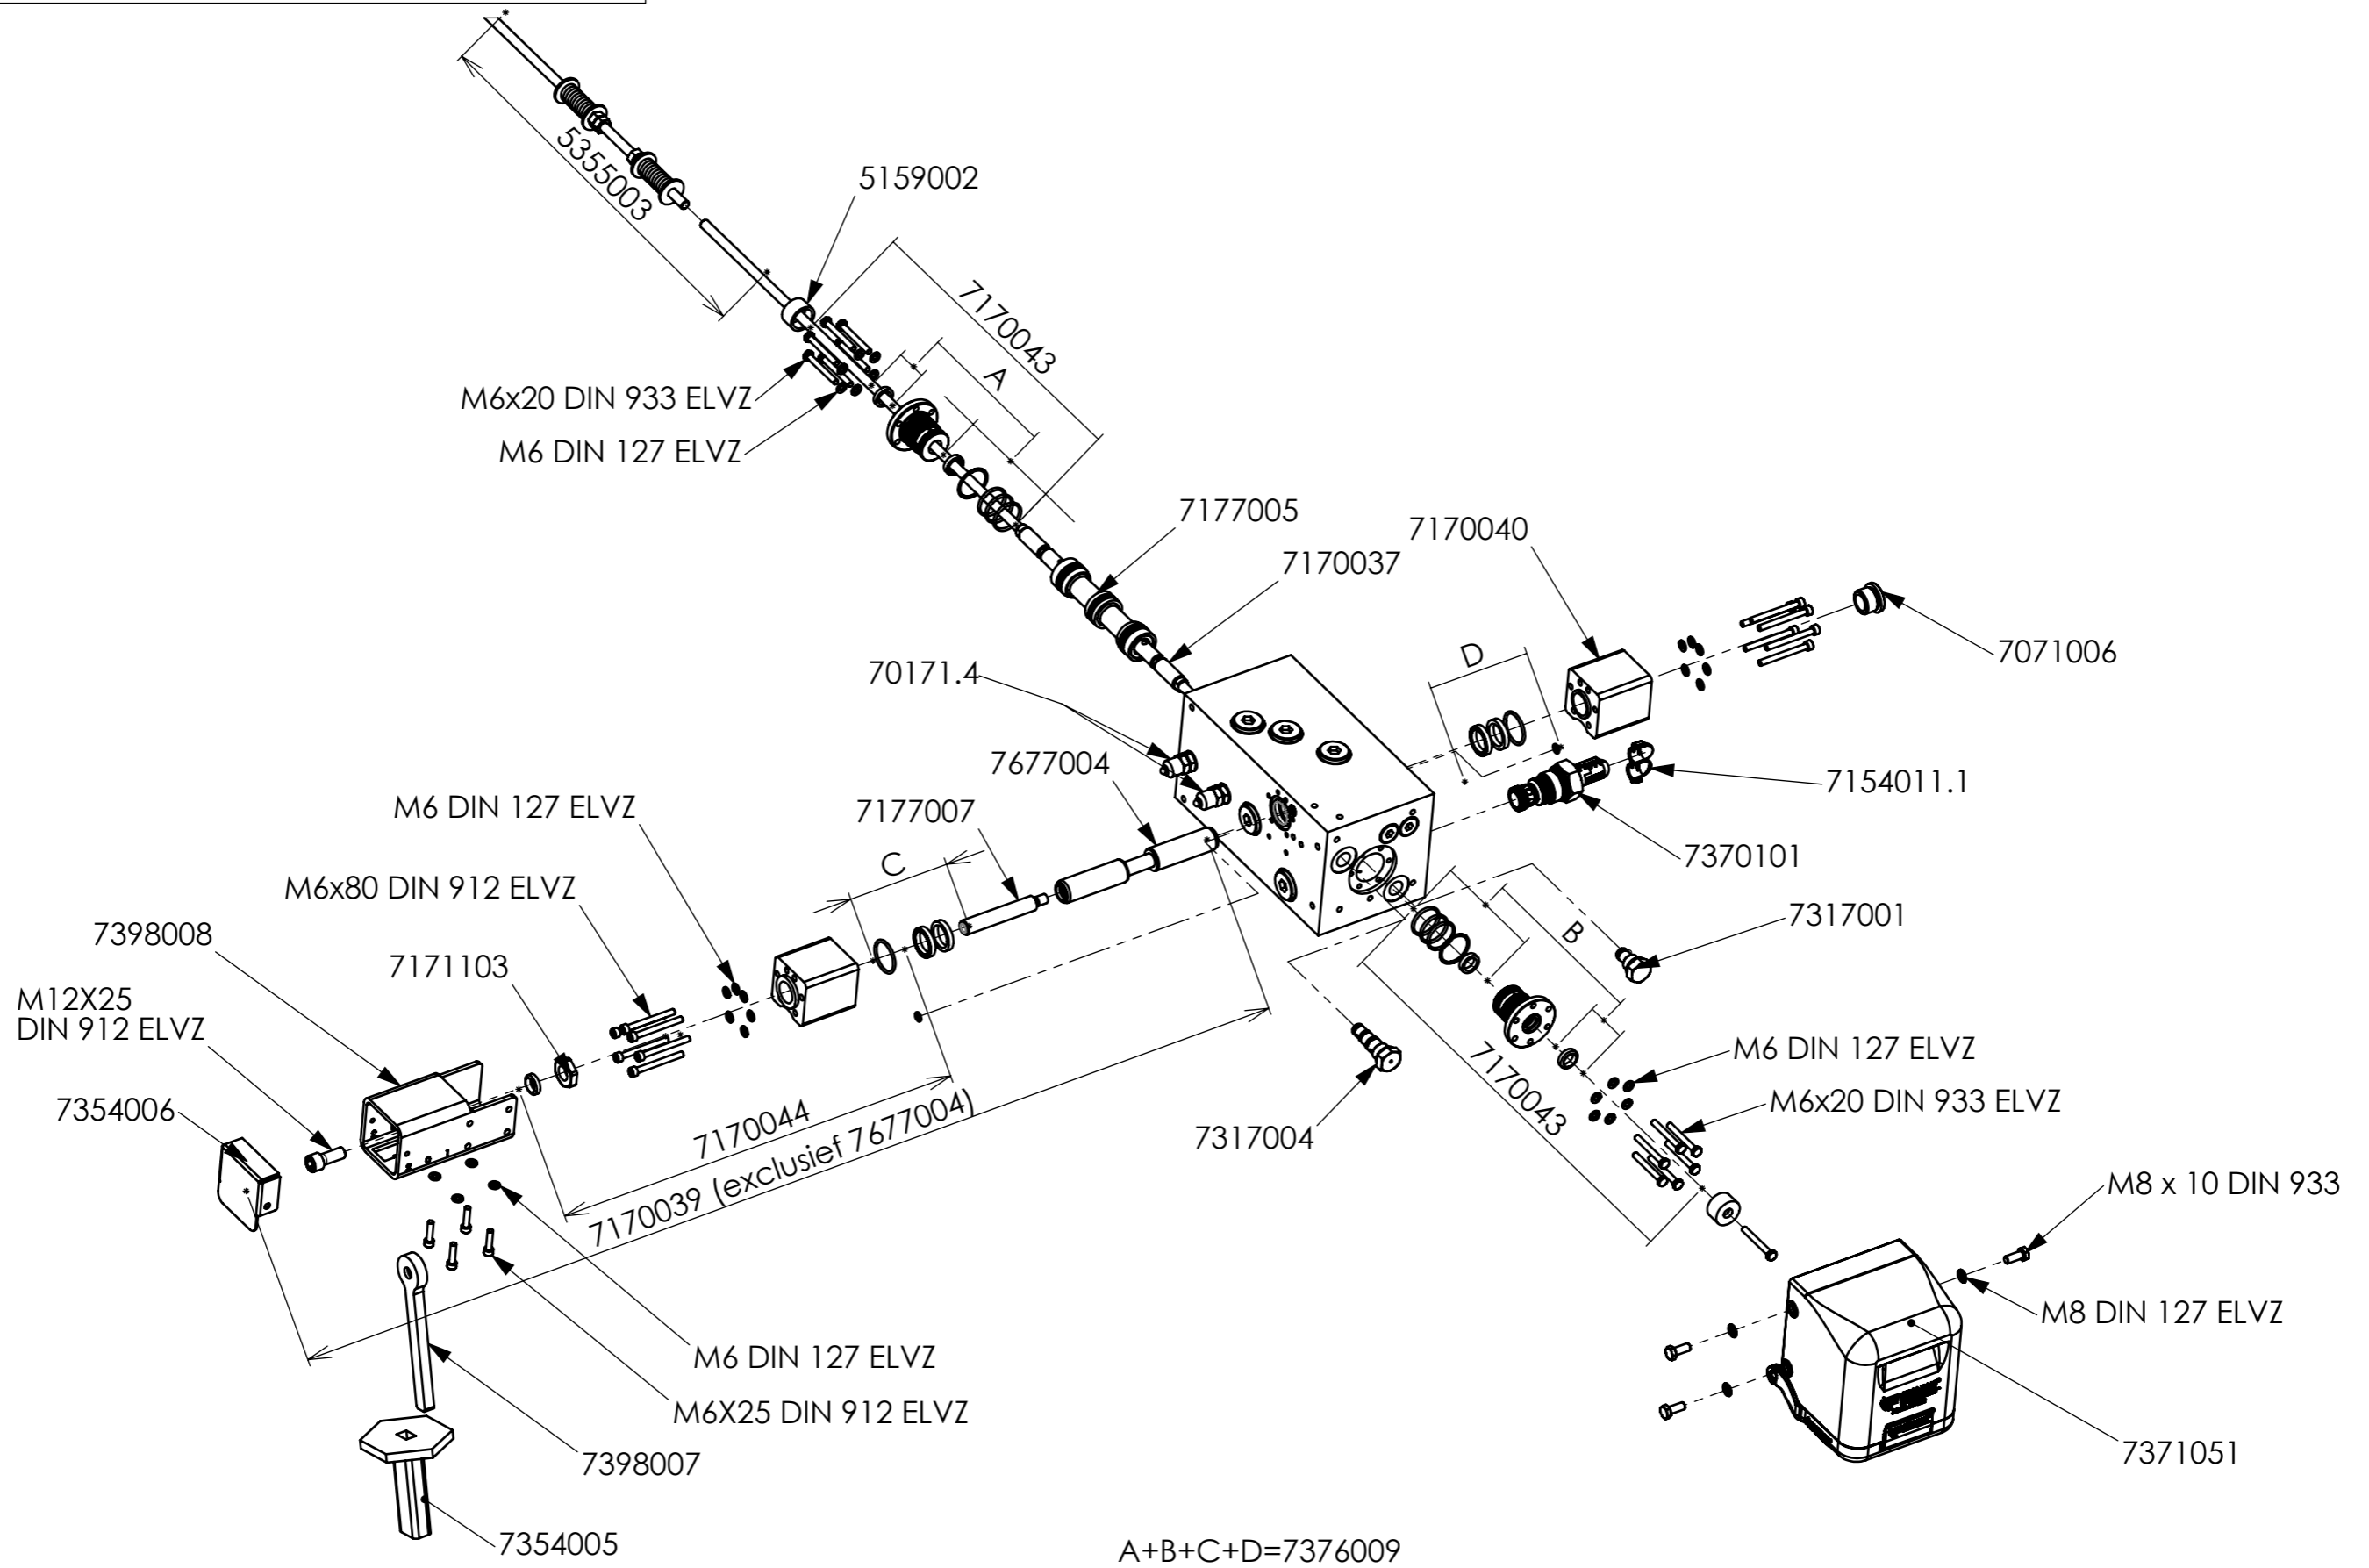 5355003
5159002
7170043
A
M6x20 DIN 933 ELVZ
M6 DIN 127 ELVZ
7177005
7170037
7170040
7071006
D
70171.4
7677004
7154011.1
7370101
7177007
C
M6 DIN 127 ELVZ
M6x80 DIN 912 ELVZ
7398008
7171103
M12X25
DIN 912 ELVZ
7354006
7317001
B
7317004
7170043
M6 DIN 127 ELVZ
M6x20 DIN 933 ELVZ
7170044
7170039 (exclusief 7677004)
M8 x 10 DIN 933
M8 DIN 127 ELVZ
M6 DIN 127 ELVZ
M6X25 DIN 912 ELVZ
7398007
7371051
7354005
A+B+C+D=7376009